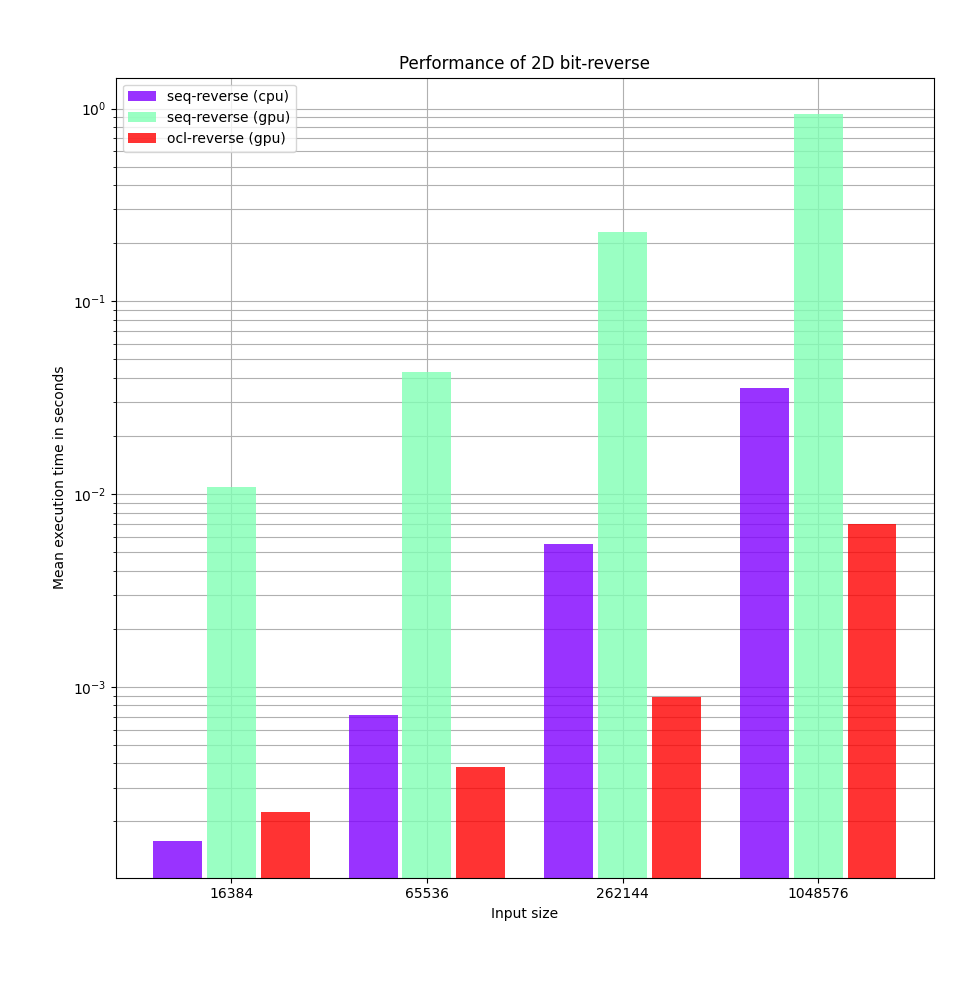 Performance of 2D bit-reverse
seq-reverse (cpu)
seq-reverse (gpu)
ocl-reverse (gpu)
10⁰
10⁻¹
10⁻²
10⁻³
Mean execution time in seconds
16384
65536
262144
1048576
Input size